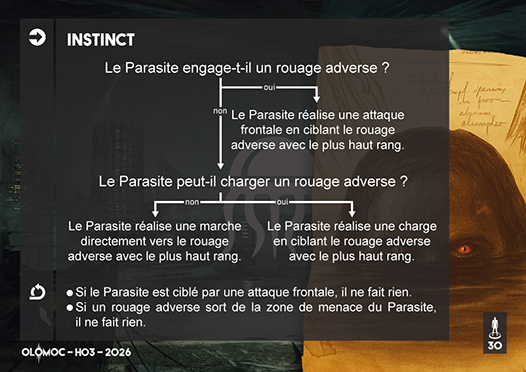 INSTINCT
Le Parasite engage-t-il un rouage adverse ?
oui
non
Le Parasite réalise une attaque
frontale en ciblant le rouage
adverse avec le plus haut rang.
Le Parasite peut-il charger un rouage adverse ?
non
oui
Le Parasite réalise une marche
directement vers le rouage
adverse avec le plus haut rang.
Le Parasite réalise une charge
en ciblant le rouage adverse
avec le plus haut rang.
● Si le Parasite est ciblé par une attaque frontale, il ne fait rien.
● Si un rouage adverse sort de la zone de menace du Parasite,
il ne fait rien.
OLOMOC – HO3 – 2026
30